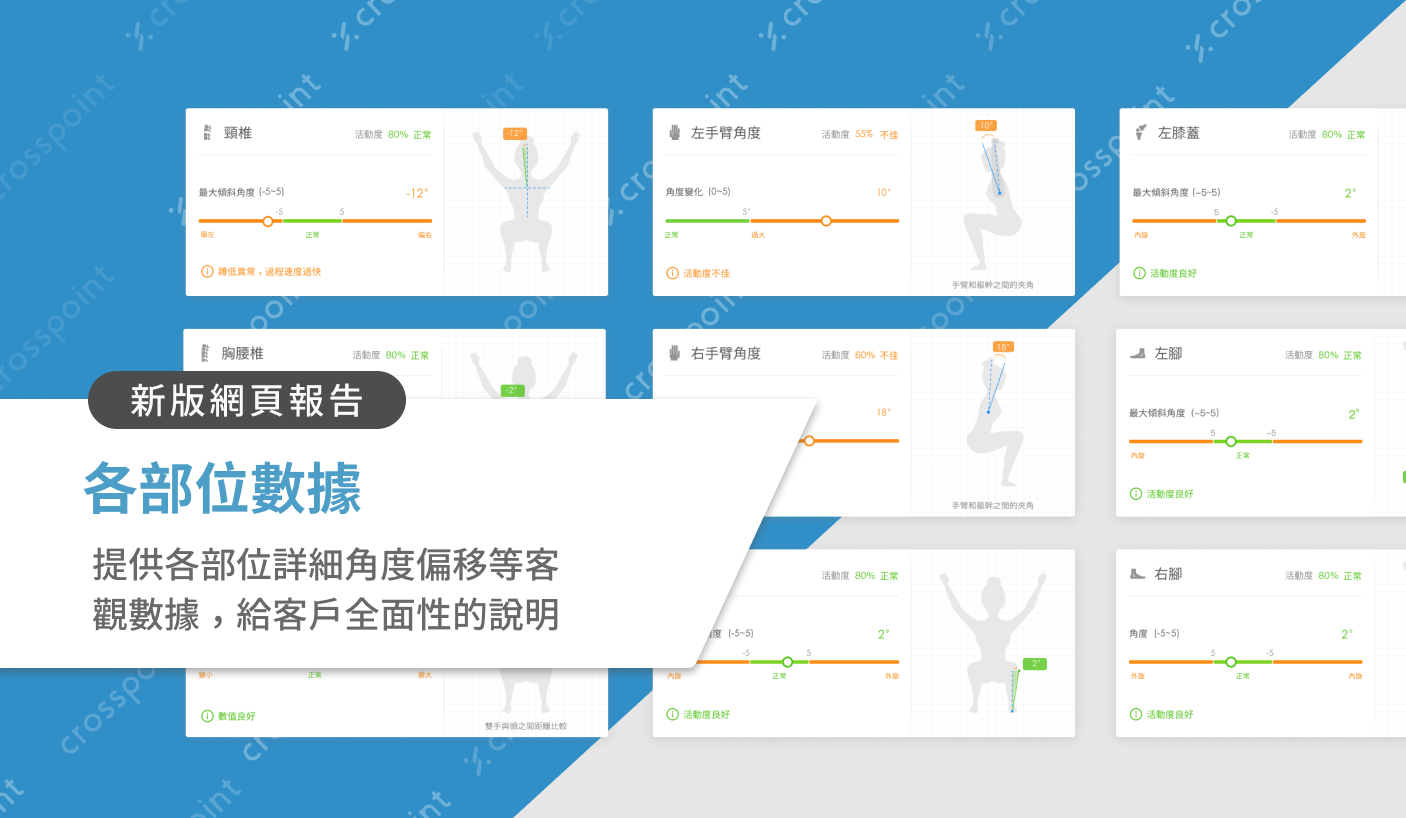 crosspoint
頸椎
活動度 80% 正常
-12°
最大傾斜角度 (-5~5)
-12°
-5 5
偏左 正常 偏右
蹲低異常，過程速度過快
左手臂角度
活動度 55% 不佳
10°
角度變化 (0~5)
10°
5°
正常 過大
活動度不佳
手臂和軀幹之間的夾角
左膝蓋
活動度 80% 正常
最大傾斜角度 (-5~5)
2°
5 -5
內旋 正常 外旋
活動度良好
胸腰椎
活動度 80% 正常
-2°
右手臂角度
活動度 60% 不佳
18°
18°
手臂和軀幹之間的夾角
左腳
活動度 80% 正常
最大傾斜角度 (-5~5)
2°
5 -5
內旋 正常
活動度良好
新版網頁報告
各部位數據
提供各部位詳細角度偏移等客
觀數據，給客戶全面性的說明
變小 正常 變大
數值良好
雙手與頭之間距離比較
活動度 80% 正常
角度 (-5~5)
2°
-5 5
內旋 正常 外旋
2°
活動度良好
右腳
活動度 80% 正常
角度 (-5~5)
2°
5 -5
外旋 正常 內旋
活動度良好